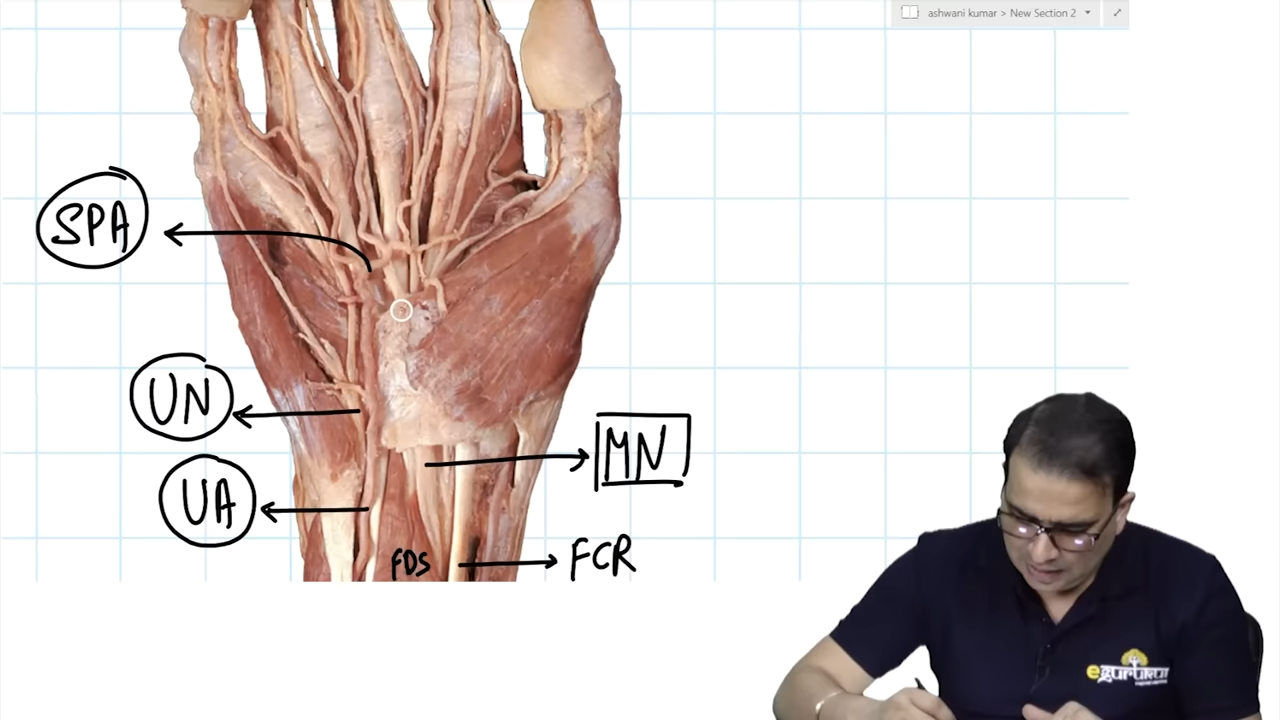 ashwani kumar > New Section 2
SPA
UN
MN
UA
FDS
FCR
egurukul